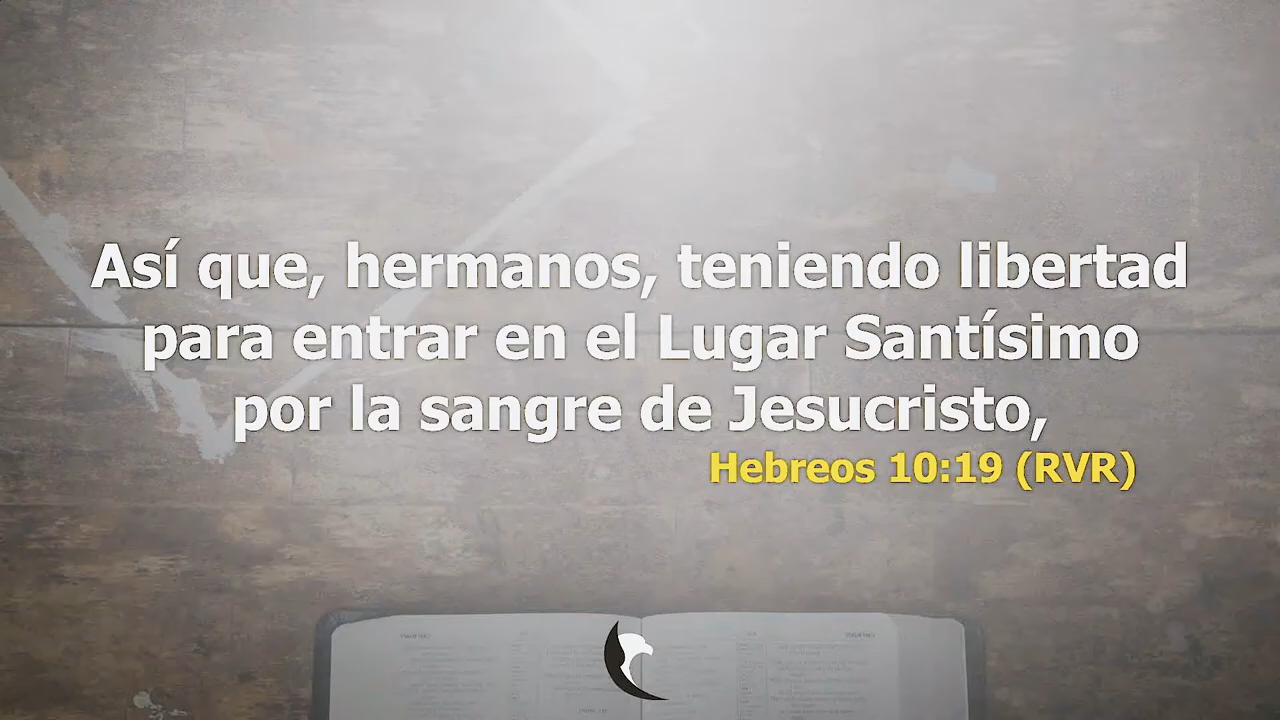 Así que, hermanos, teniendo libertad
para entrar en el Lugar Santísimo
por la sangre de Jesucristo,
Hebreos 10:19 (RVR)